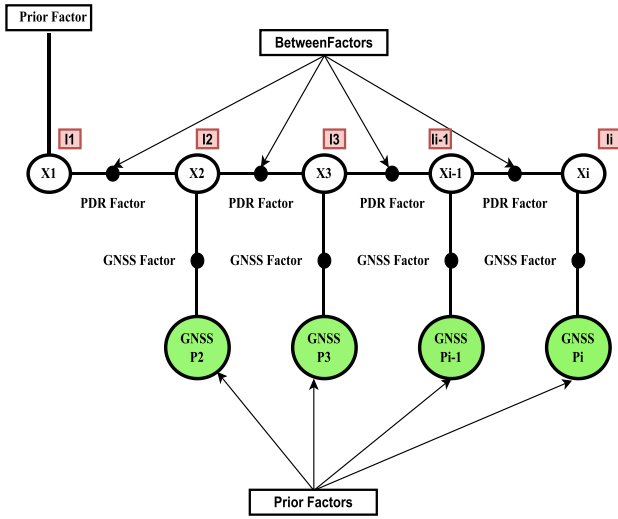 Prior Factor
BetweenFactors
I1
I2
I3
Ii-1
Ii
X1
X2
X3
Xi-1
Xi
PDR Factor
PDR Factor
PDR Factor
PDR Factor
GNSS Factor
GNSS Factor
GNSS Factor
GNSS Factor
GNSS
P2
GNSS
P3
GNSS
Pi-1
GNSS
Pi
Prior Factors